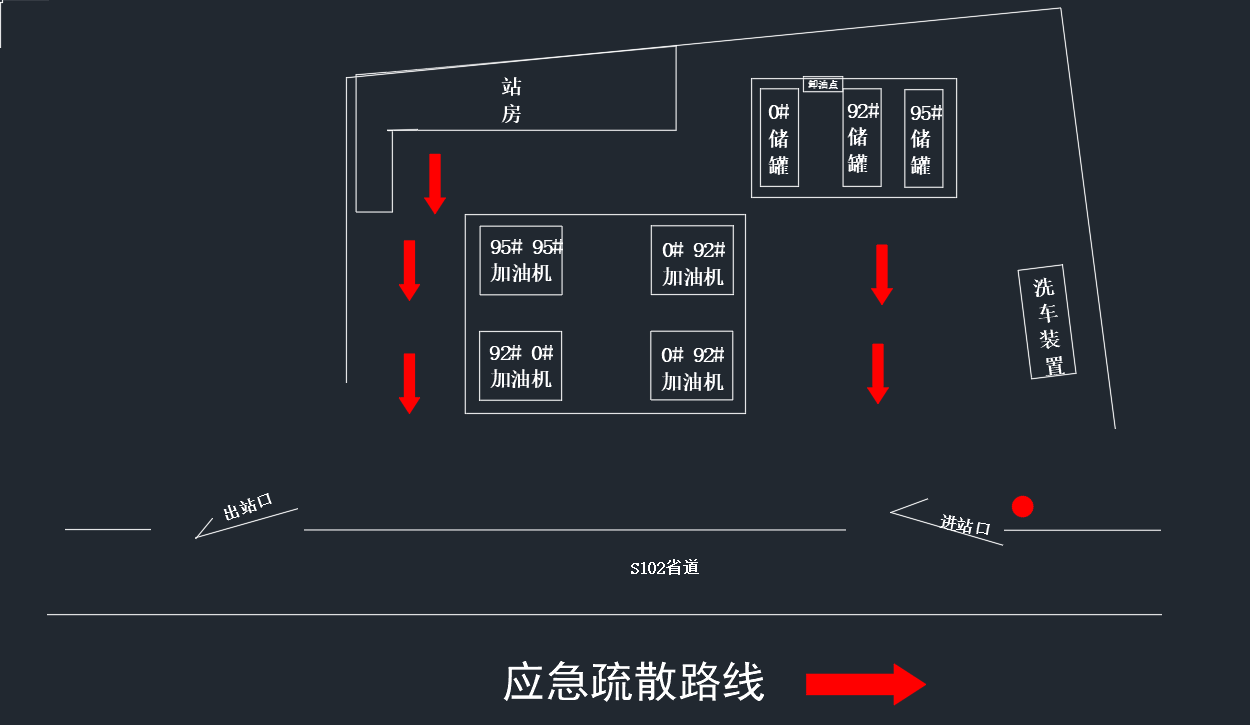 站
房
卸油点
0#
储
罐
92#
储
罐
95#
储
罐
95# 95#
加油机
0# 92#
加油机
92# 0#
加油机
0# 92#
加油机
洗
车
装
置
出站口
进站口
S102省道
应急疏散路线